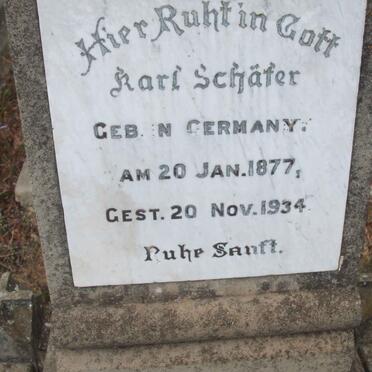 Hier Ruht in Gott
Karl Schäfer
GEB. IN GERMANY.
AM 20 JAN. 1877,
GEST. 20 NOV. 1934
Ruhe Sanft.